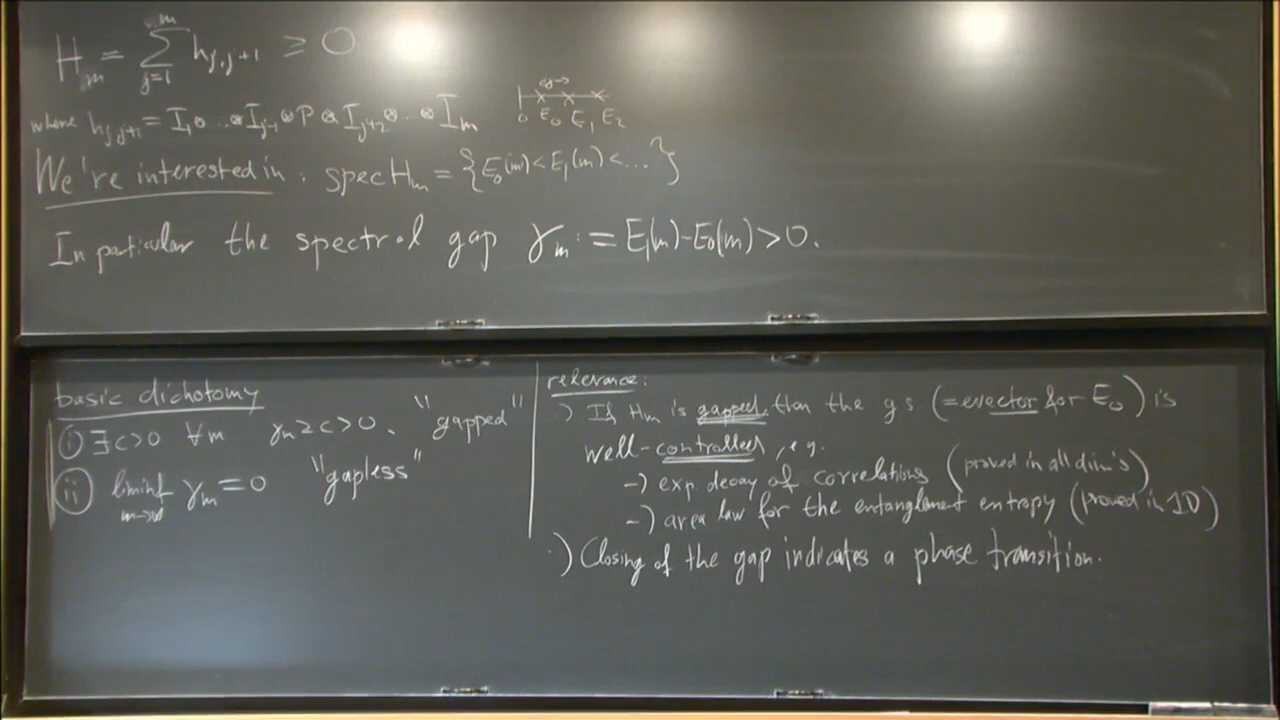 H_m = ∑_{j=1}^{m} h_{j,j+1} ≥ 0
where h_{j,j+1} = I_1 ⊗ ... ⊗ I_{j-1} ⊗ P ⊗ I_{j+2} ⊗ ... ⊗ I_m
0 E_0 E_1 E_2
We're interested in: spec H_m = {E_0(m) < E_1(m) < ...}
In particular the spectral gap γ_m := E_1(m) - E_0(m) > 0.
basic dichotomy
(i) ∃ c>0 ∀m γ_m ≥ c > 0. "gapped"
(ii) liminf_{m→∞} γ_m = 0 "gapless"
relevance:
·) If H_m is gapped, then the g.s. (= evector for E_0) is
well-controlled, e.g.
-) exp. decay of correlations (proved in all dim's)
-) area law for the entanglement entropy (proved in 1D)
·) Closing of the gap indicates a phase transition.